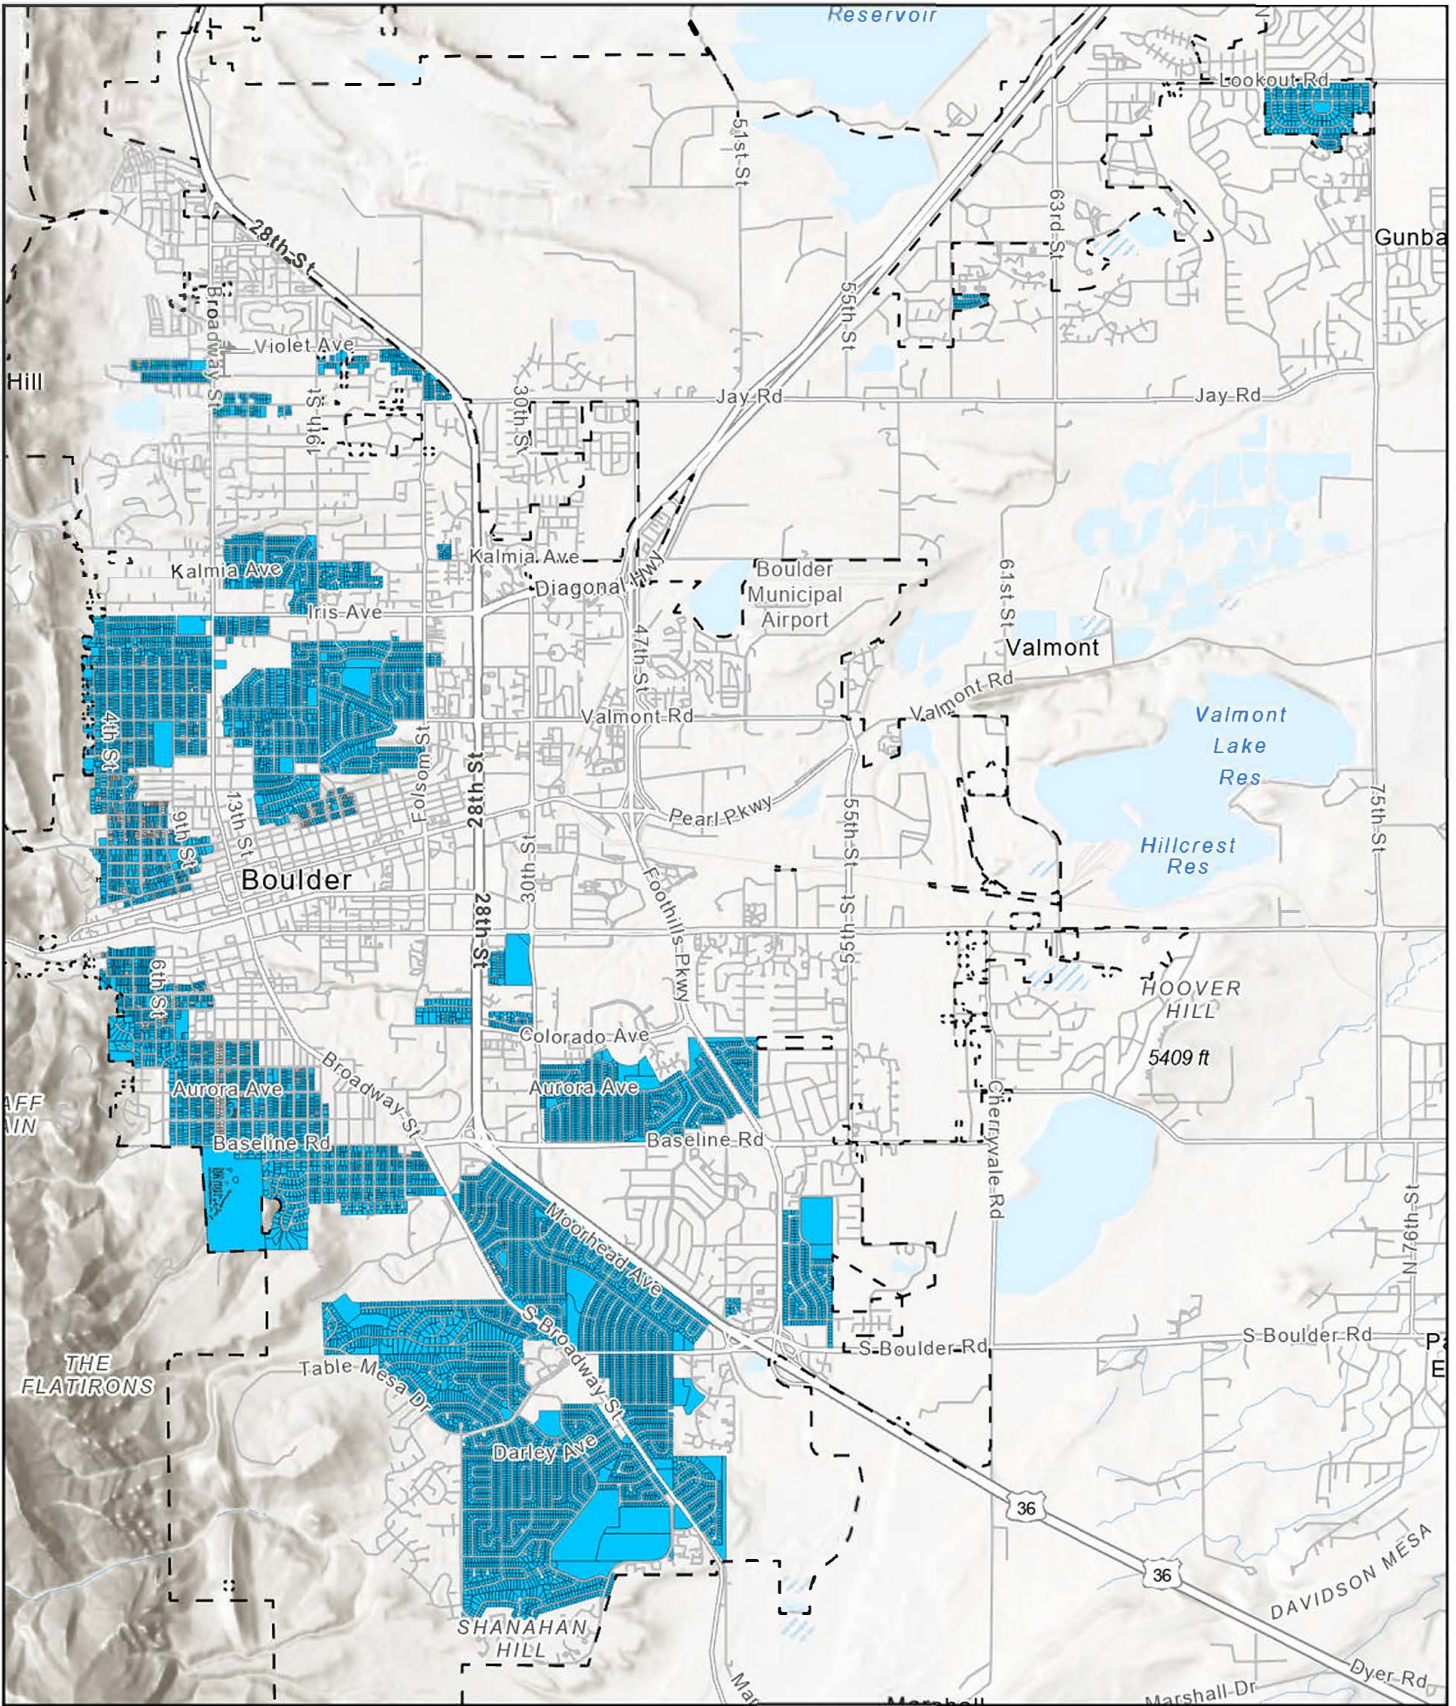 Reservoir
Lookout Rd
51st St
63rd St
28th St
Gunba
Broadway St
55th St
Violet Ave
Hill
19th St
30th St
Jay Rd
Jay Rd
Kalmia Ave
Kalmia Ave
Diagonal Hwy
Boulder
Municipal
Airport
61st St
Iris Ave
47th St
Valmont
Valmont Rd
4th St
Valmont Rd
Valmont
Lake
Res
Folsom St
28th St
Pearl Pkwy
9th St
13th St
55th St
75th St
Hillcrest
Res
Boulder
30th St
Foothills Pkwy
28th St
55th St
6th St
HOOVER
HILL
Colorado Ave
5409 ft
Broadway St
Aurora Ave
Aurora Ave
AFF
AIN
Cherryvale Rd
Baseline Rd
Baseline Rd
Moorhead Ave
N 76th St
S Broadway St
S Boulder Rd
S Boulder Rd
THE
FLATIRONS
Table Mesa Dr
Darley Ave
36
36
DAVIDSON MESA
SHANAHAN
HILL
Dyer Rd
Marshall Dr
Marshall